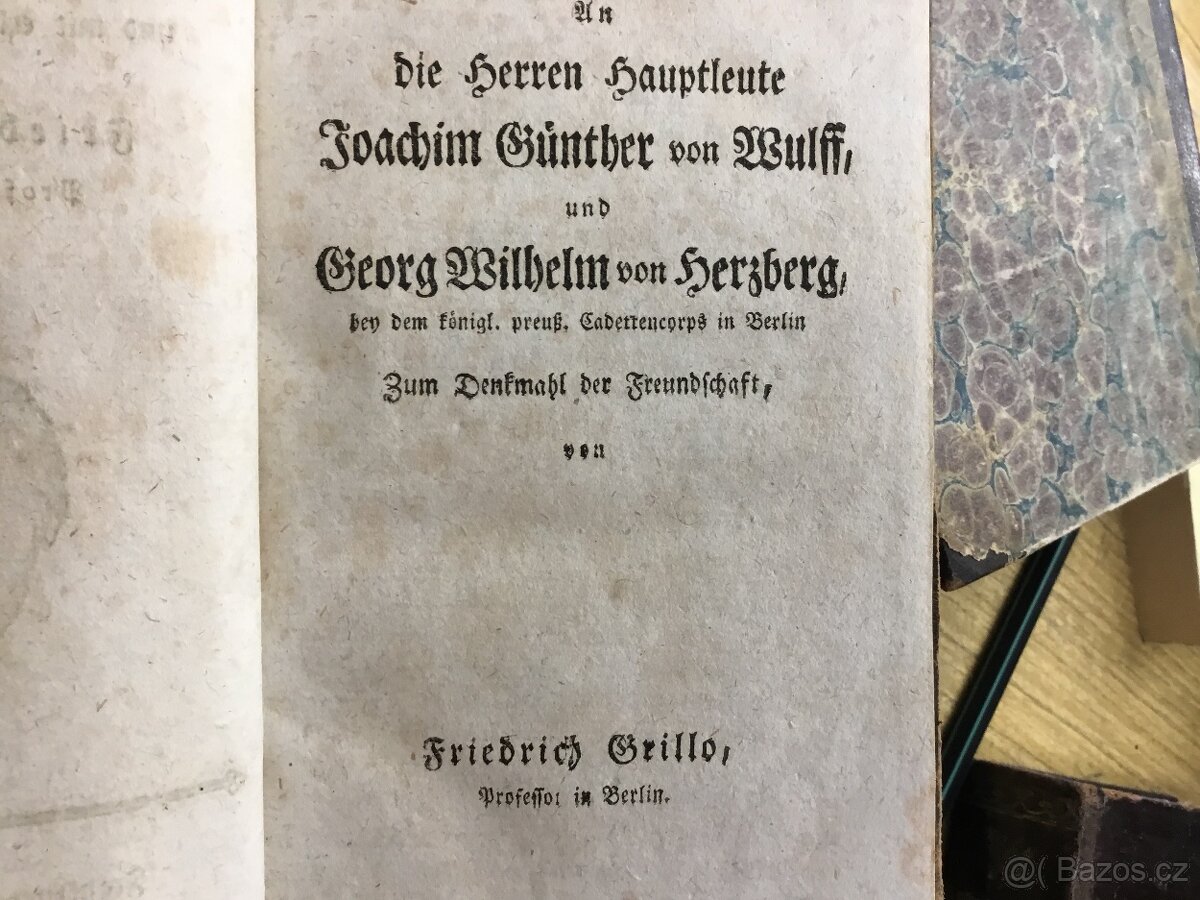 An
die Herren Hauptleute
Joachim Günther von Wulff,
und
Georg Wilhelm von Herzberg,
bey dem königl. preuß. Cadettencorps in Berlin
Zum Denkmahl der Freundschaft,
von
Friedrich Grillo,
Professor in Berlin.
@( Bazos.cz